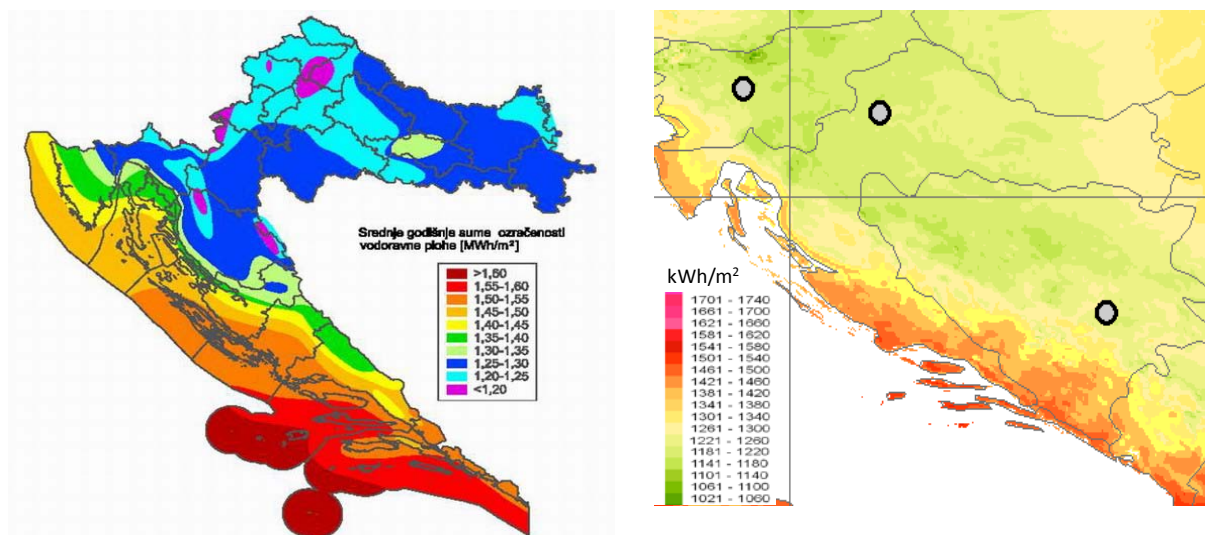 Srednje godišnje sume ozračenosti
vodoravne plohe [MWh/m²]
>1,60
1,55-1,60
1,50-1,55
1,45-1,50
1,40-1,45
1,35-1,40
1,30-1,35
1,25-1,30
1,20-1,25
<1,20
kWh/m²
1701 - 1740
1661 - 1700
1621 - 1660
1581 - 1620
1541 - 1580
1501 - 1540
1461 - 1500
1421 - 1460
1381 - 1420
1341 - 1380
1301 - 1340
1261 - 1300
1221 - 1260
1181 - 1220
1141 - 1180
1101 - 1140
1061 - 1100
1021 - 1060